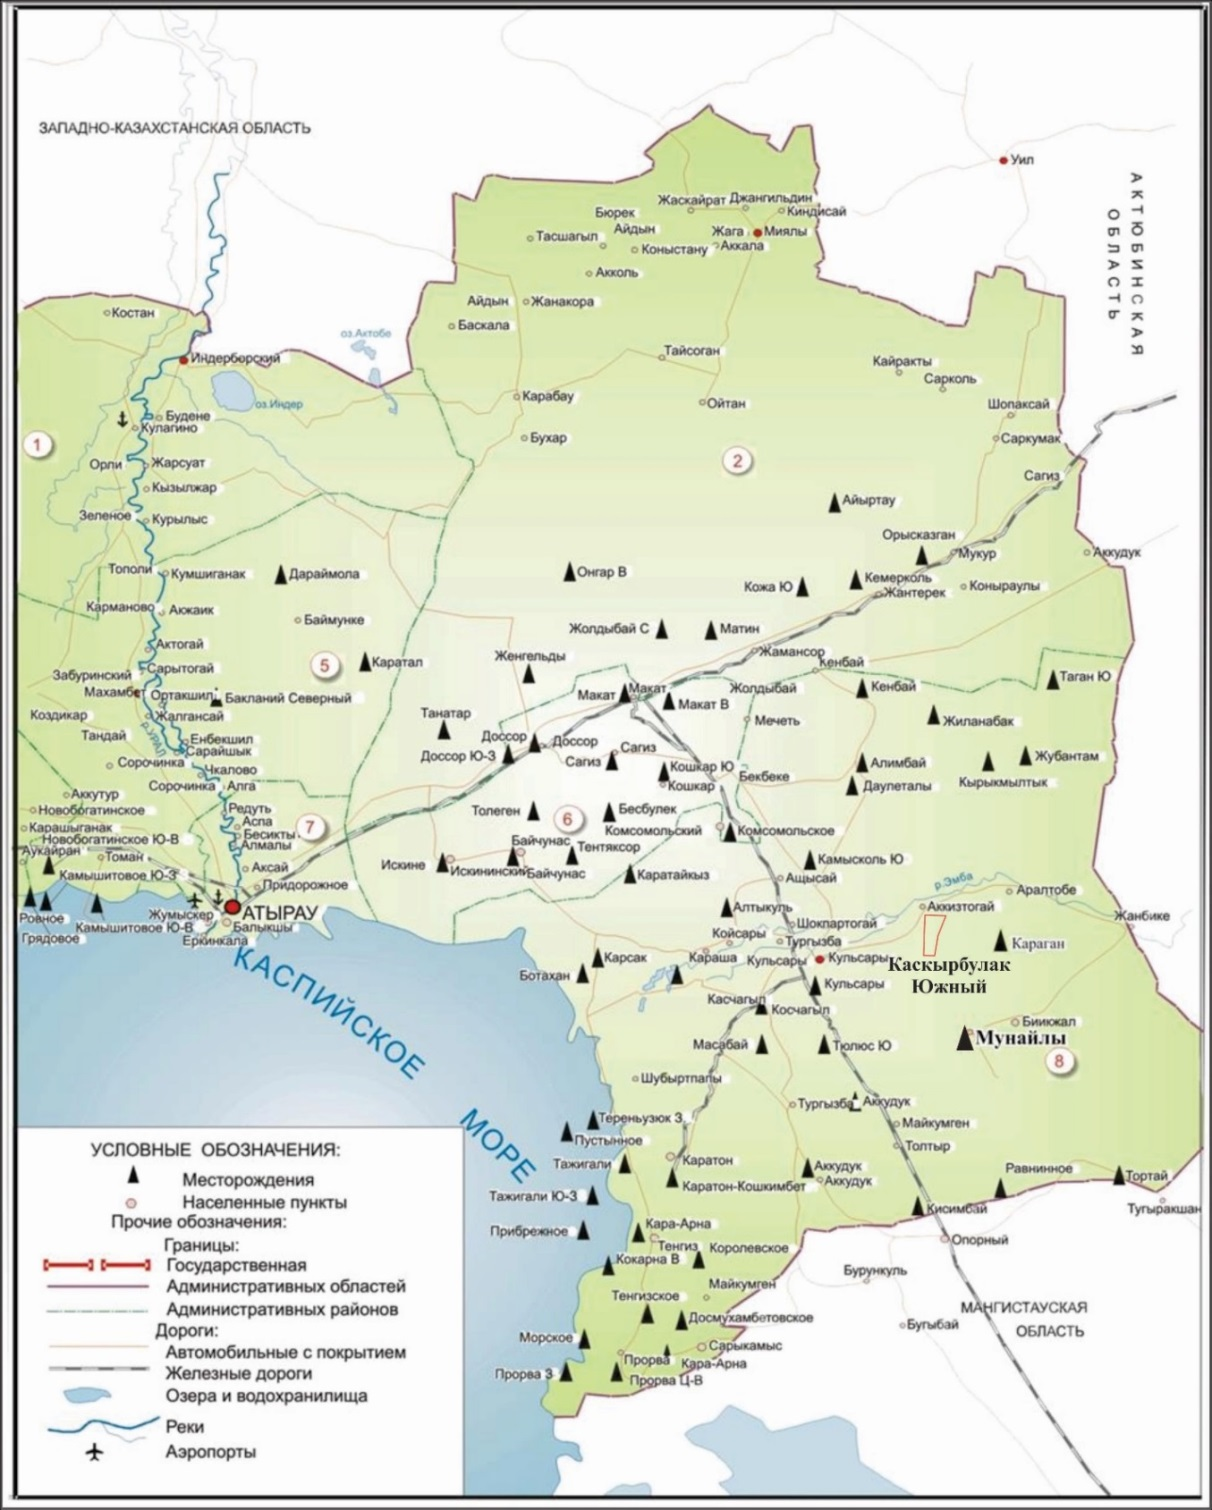 ЗАПАДНО-КАЗАХСТАНСКАЯ ОБЛАСТЬ
Уил
АКТЮБИНСКАЯ
ОБЛАСТЬ
Жаскайрат
Джангильдин
Киндисай
Бюрек
Айдын
Жага
Миялы
Тасшагыл
Коныстану
Аккала
Акколь
Айдын
Жанакора
Баскала
Костан
оз.Актобе
Индерборский
Тайсоган
Кайракты
Сарколь
оз.Индер
Карабау
Ойтан
Шопаксай
Будене
Кулагино
Бухар
Саркумак
1
2
Орли
Жарсуат
Сагиз
Кызылжар
Айыртау
Зеленое
Курылыс
Орысказган
Мукур
Аккудук
Тополи
Кумшиганак
Дараймола
Онгар В
Кожа Ю
Кемерколь
Жантерек
Коныраулы
Карманово
Акжаик
Баймунке
Жолдыбай С
Матин
Актогай
Жамансор
Женгельды
Забуринский
Сарытогай
5
Каратал
Кенбай
Таган Ю
Махамбет
Ортакшил
Бакланий Северный
Макат
Макат
Жолдыбай
Кенбай
Макат В
Коздикар
Жалгансай
Танатар
Мечеть
Жиланабак
р.УРАЛ
Тандай
Енбекшил
Сарайшык
Доссор
Доссор
Сагиз
Доссор Ю-З
Сагиз
Жубантам
Сорочинка
Чкалово
Кошкар Ю
Бекбеке
Алимбай
Кырыкмылтык
Сорочинка
Алга
Кошкар
Даулеталы
Аккутур
Новобогатинское
Редуть
Толеген
Бесбулек
Аспа
7
6
Карашыганак
Бесикты
Комсомольский
Комсомольское
Новобогатинское Ю-В
Алмалы
Байчунас
Тентяксор
Аукайран
Томан
Искине
Камысколь Ю
Аксай
Искининский
Байчунас
Каратайкыз
Камышитовое Ю-З
Ащысай
Придорожное
р.Эмба
Аралтобе
Аккизтогай
Ровное
Жумыскер
АТЫРАУ
Алтыкуль
Жанбике
Камышитовое Ю-В
Балыкшы
Шокпартогай
Грядовое
Еркинкала
Койсары
Тургызба
Караган
Карсак
Караша
Кульсары
Кульсары
Каскырбулак
Южный
Ботахан
Кульсары
КАСПИЙСКОЕ
МОРЕ
Касчагыл
Косчагыл
Биикжал
Масабай
Тюлюс Ю
Мунайлы
8
Шубыртпалы
Тургызба
Аккудук
Тереньузюк З
Майкумген
Пустынное
Толтыр
Тажигали
Каратон
Аккудук
Равнинное
Тортай
Аккудук
Каратон-Кошкимбет
Тажигали Ю-З
Кисимбай
Тугыракшан
Кара-Арна
Прибрежное
Тенгиз
Королевское
Опорный
Кокарна В
Бурункуль
Майкумген
Тенгизское
МАНГИСТАУСКАЯ
ОБЛАСТЬ
Досмухамбетовское
Бугыбай
Морское
Сарыкамыс
Прорва
Кара-Арна
Прорва З
Прорва Ц-В
УСЛОВНЫЕ ОБОЗНАЧЕНИЯ:
Месторождения
Населенные пункты
Прочие обозначения:
Границы:
Государственная
Административных областей
Административных районов
Дороги:
Автомобильные с покрытием
Железные дороги
Озера и водохранилища
Реки
Аэропорты